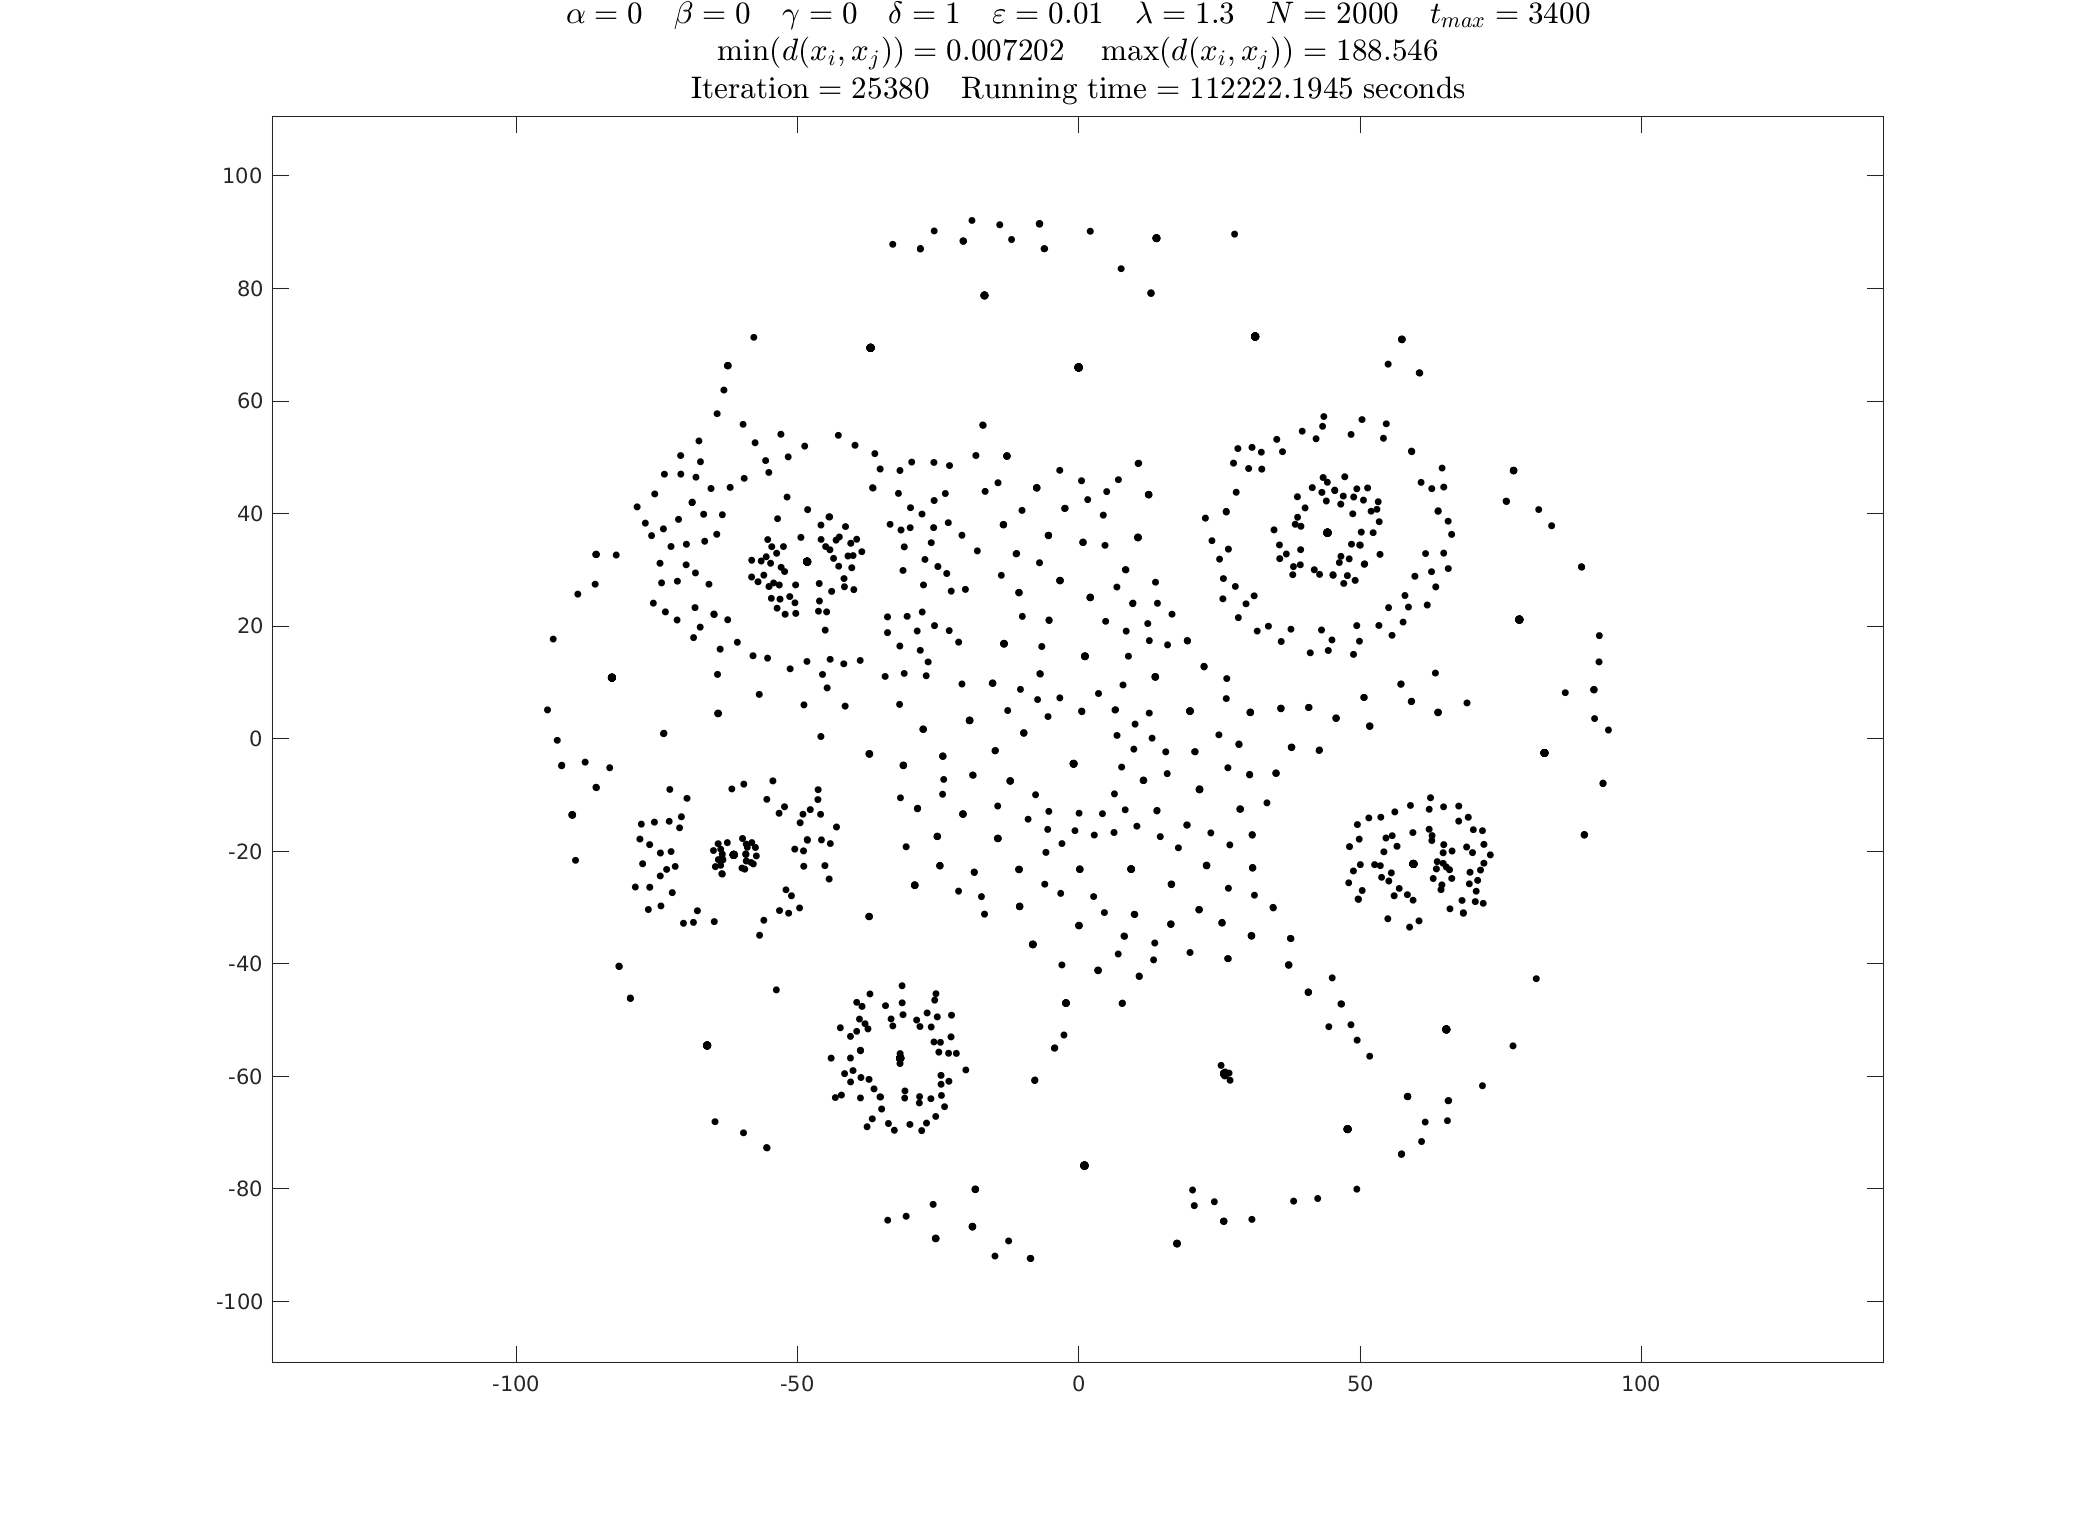 α = 0 β = 0 γ = 0 δ = 1 ε = 0.01 λ = 1.3 N = 2000 t_{max} = 3400
min(d(x_i, x_j)) = 0.007202 max(d(x_i, x_j)) = 188.546
Iteration = 25380 Running time = 112222.1945 seconds
100
80
60
40
20
0
-20
-40
-60
-80
-100
-100 -50 0 50 100